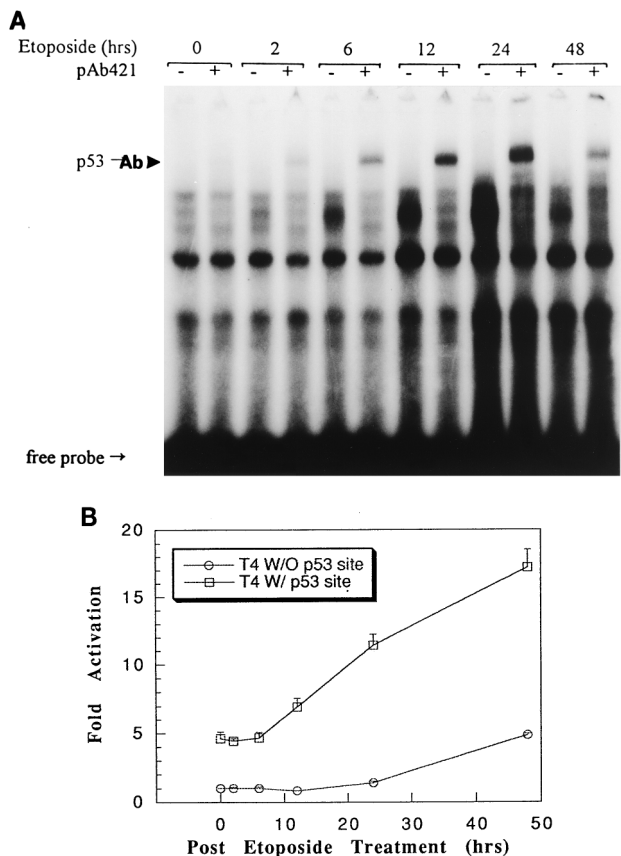 A
Etoposide (hrs) 0 2 6 12 24 48
pAb421 - + - + - + - + - + - +
p53 → Ab ►
free probe →
B
20
T4 W/O p53 site
T4 W/ p53 site
15
10
5
0
Fold Activation
0 10 20 30 40 50
Post Etoposide Treatment (hrs)